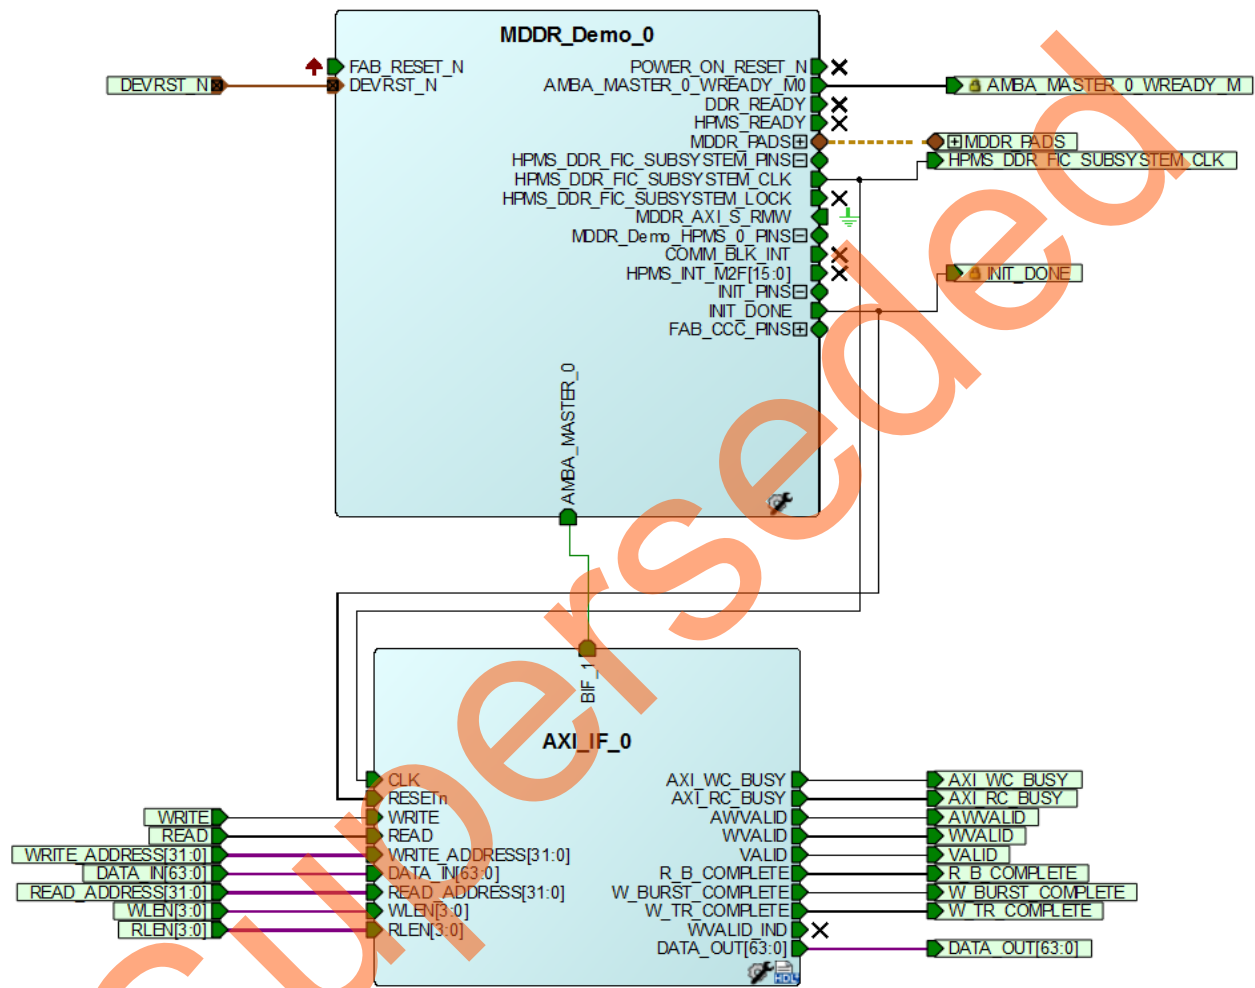 MDDR_Demo_0
FAB_RESET_N
DEVRST_N
DEVRST_N
POWER_ON_RESET_N
AMBA_MASTER_0_WREADY_M0
AMBA_MASTER_0_WREADY_M
DDR_READY
HPMS_READY
MDDR_PADS
MDDR_PADS
HPMS_DDR_FIC_SUBSYSTEM_PINS
HPMS_DDR_FIC_SUBSYSTEM_CLK
HPMS_DDR_FIC_SUBSYSTEM_CLK
HPMS_DDR_FIC_SUBSYSTEM_LOCK
MDDR_AXI_S_RMW
MDDR_Demo_HPMS_0_PINS
COMM_BLK_INT
HPMS_INT_M2F[15:0]
INIT_DONE
INIT_PINS
INIT_DONE
FAB_CCC_PINS
AMBA_MASTER_0
BIF_1
AXI_IF_0
CLK
RESETn
WRITE
WRITE
READ
READ
WRITE_ADDRESS[31:0]
WRITE_ADDRESS[31:0]
DATA_IN[63:0]
DATA_IN[63:0]
READ_ADDRESS[31:0]
READ_ADDRESS[31:0]
WLEN[3:0]
WLEN[3:0]
RLEN[3:0]
RLEN[3:0]
AXI_WC_BUSY
AXI_WC_BUSY
AXI_RC_BUSY
AXI_RC_BUSY
AWVALID
AWVALID
WVALID
WVALID
VALID
VALID
R_B_COMPLETE
R_B_COMPLETE
W_BURST_COMPLETE
W_BURST_COMPLETE
W_TR_COMPLETE
W_TR_COMPLETE
WVALID_IND
DATA_OUT[63:0]
DATA_OUT[63:0]
HDL
Superseded